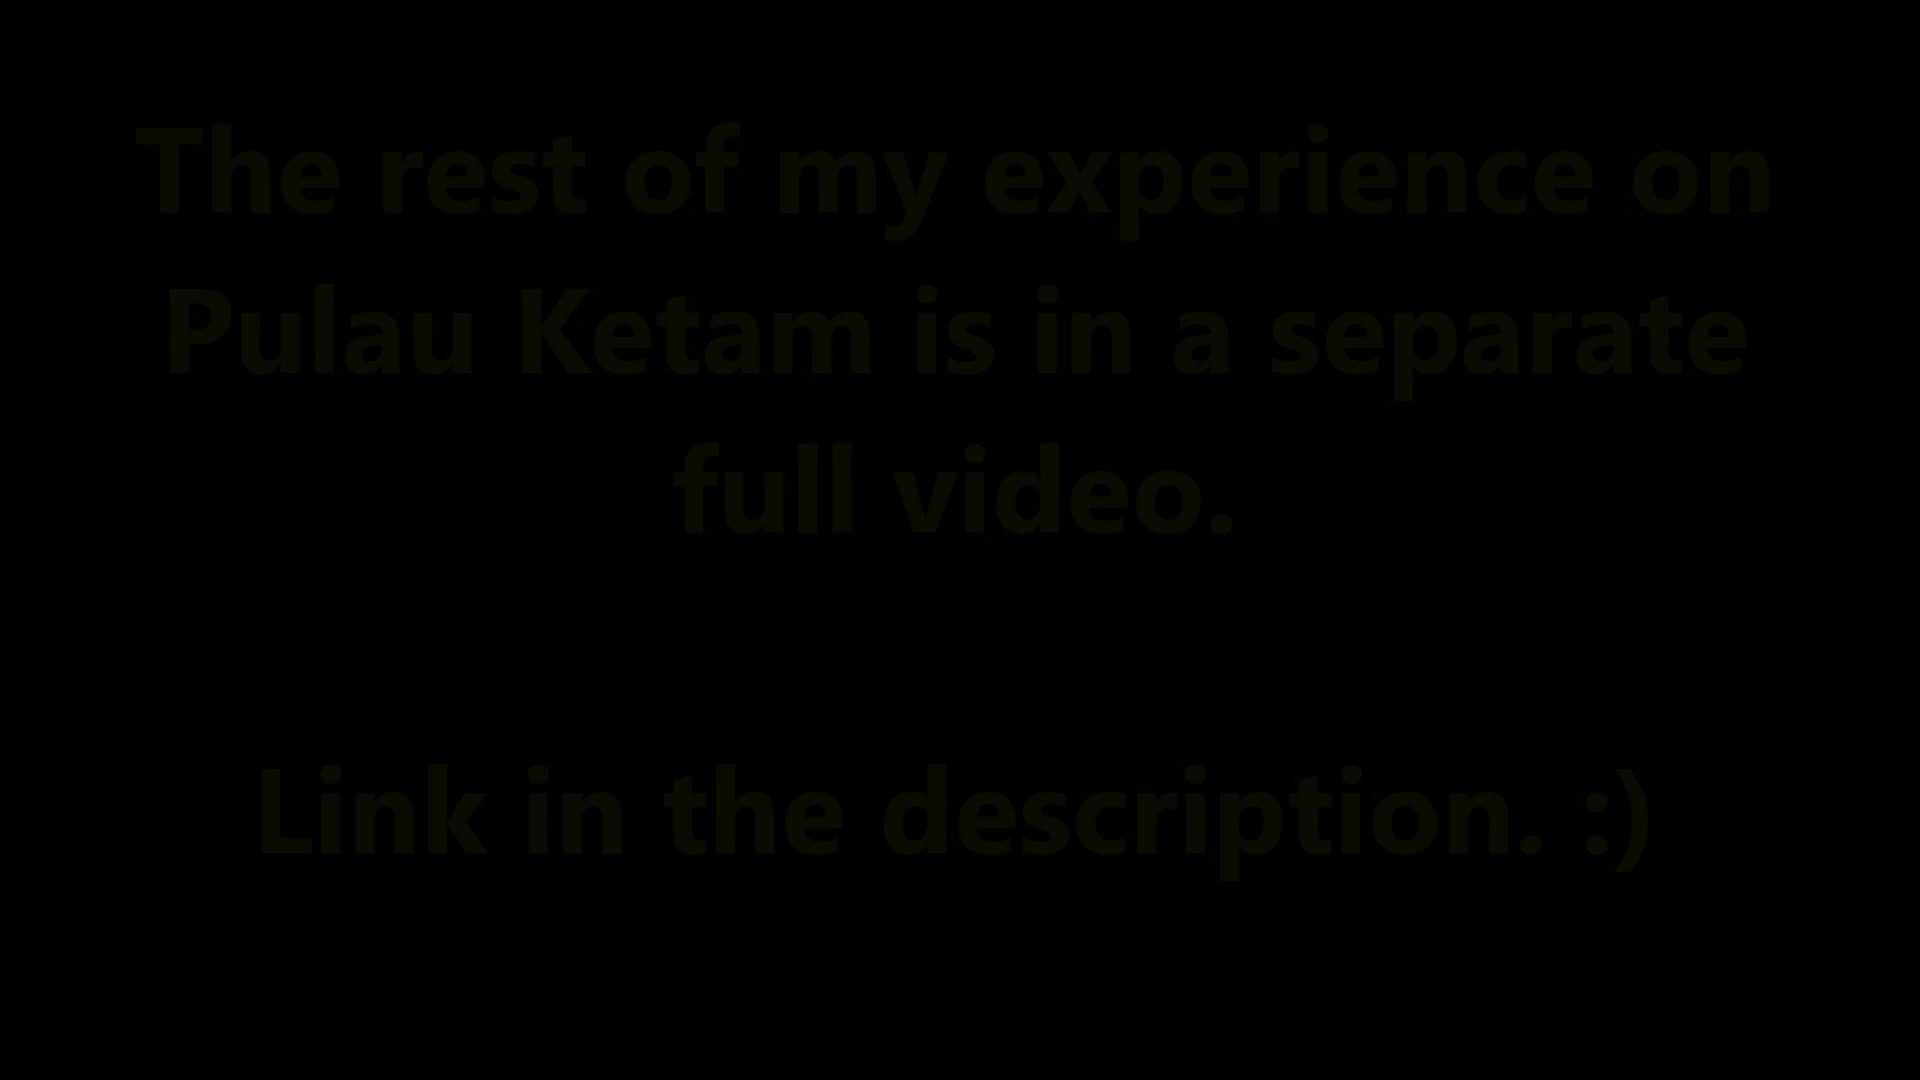 The rest of my experience on
Pulau Ketam is in a separate
full video.
Link in the description. :)